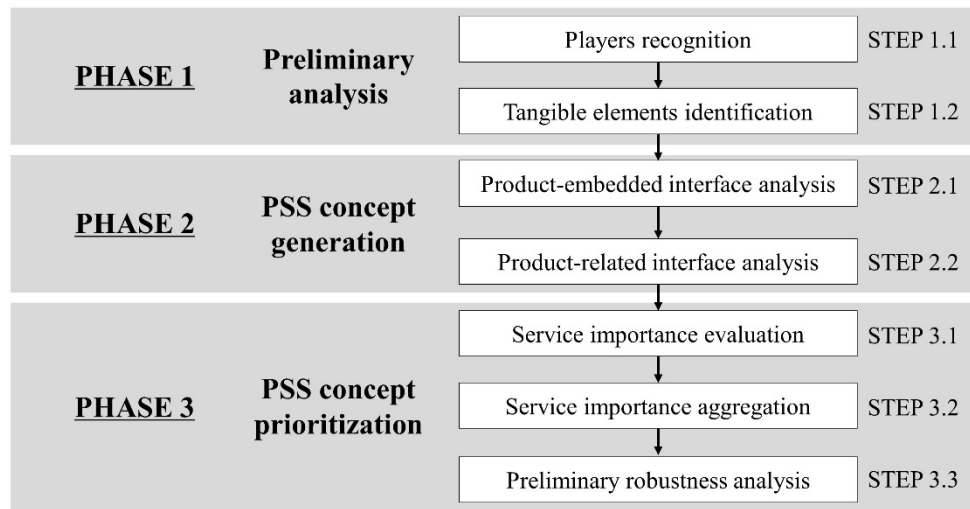 PHASE 1
Preliminary
analysis
Players recognition
STEP 1.1
Tangible elements identification
STEP 1.2
PHASE 2
PSS concept
generation
Product-embedded interface analysis
STEP 2.1
Product-related interface analysis
STEP 2.2
PHASE 3
PSS concept
prioritization
Service importance evaluation
STEP 3.1
Service importance aggregation
STEP 3.2
Preliminary robustness analysis
STEP 3.3